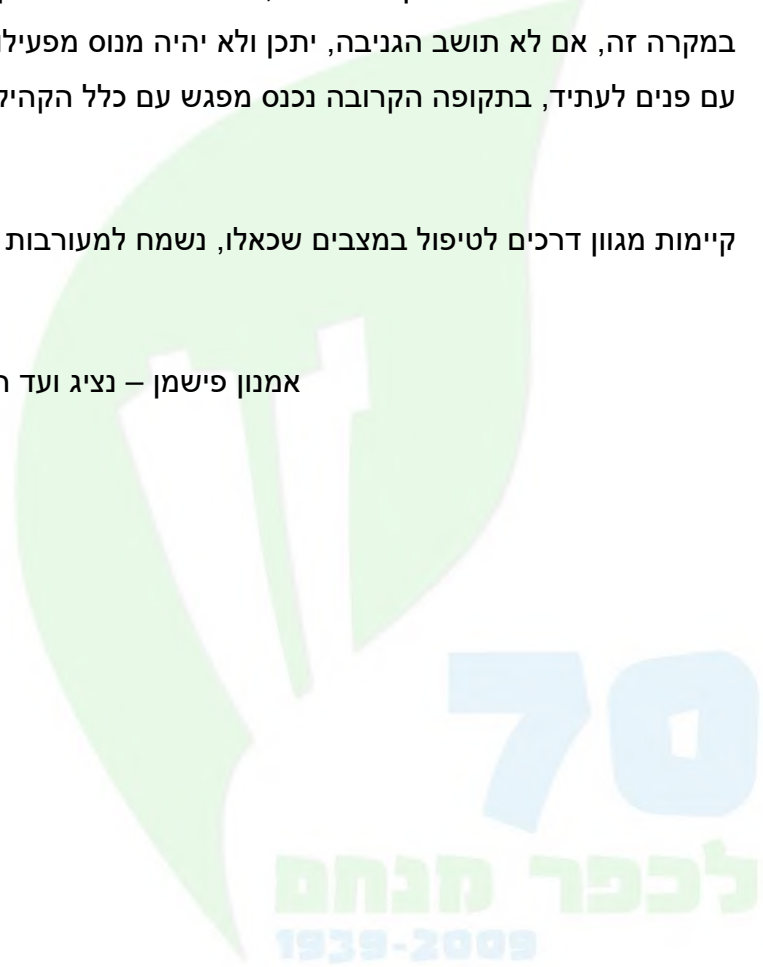 במקרה זה, אם לא תושב הגניבה, יתכן ולא יהיה מנוס
עם פנים לעתיד, בתקופה הקרובה נכנס מפגש עם כלל
קיימות מגוון דרכים לטיפול במצבים שכאלו, נשמח למעורבות
אמנון פישמן – נציג ועד
70
לכפר מנחם
1939-2009